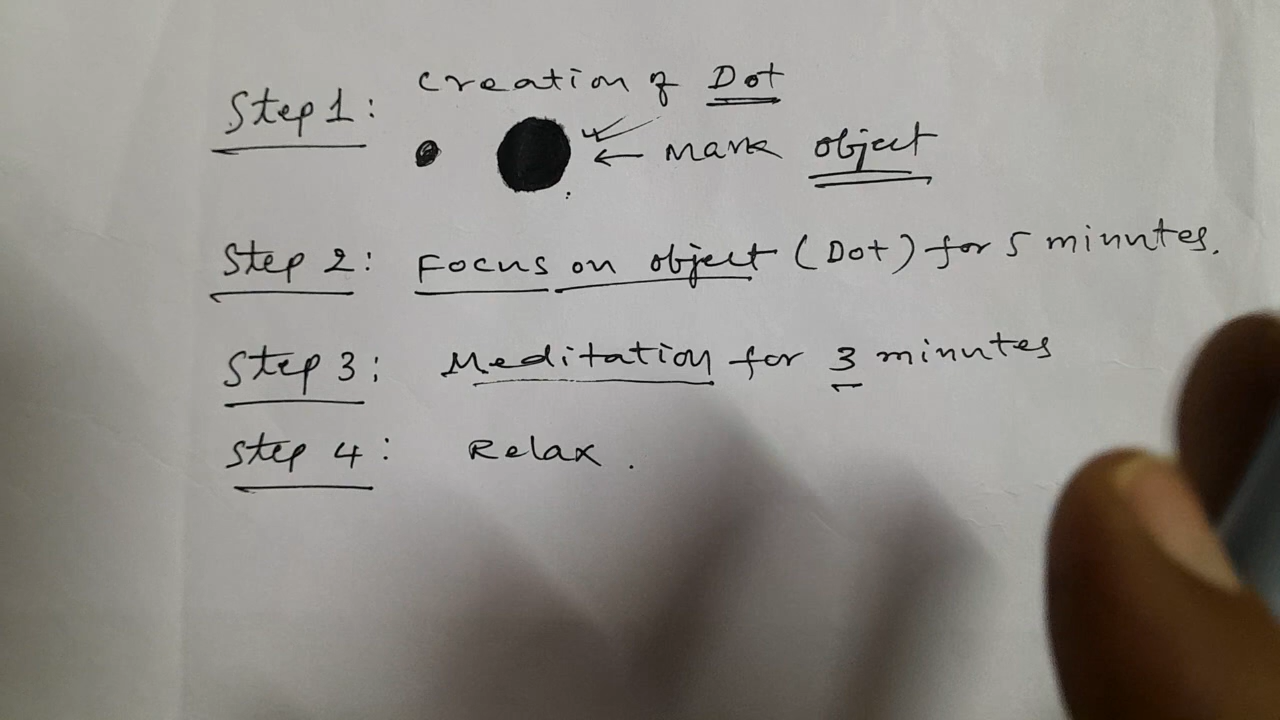 Step 1: Creation of Dot
← Mark object
Step 2: Focus on object (Dot) for 5 minutes.
Step 3: Meditation for 3 minutes
Step 4: Relax.